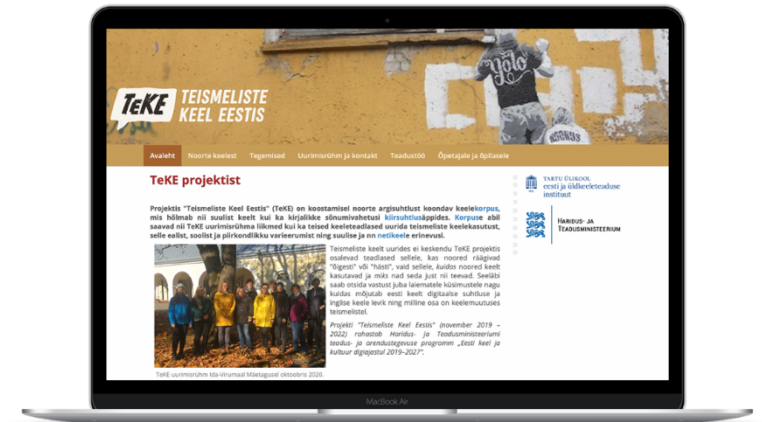 Yolo
NOORUS
TeKE
TEISMELISTE
KEEL EESTIS
Avaleht Noorte keelest Tegemised Uurimisrühm ja kontakt Teadustöö Õpetajale ja õpilasele
TeKE projektist
Projektis "Teismeliste Keel Eestis" (TeKE) on koostamisel noorte argisuhtlust koondav keelekorpus,
mis hõlmab nii suulist keelt kui ka kirjalikke sõnumivahetusi kiirsuhtlusäppides. Korpuse abil
saavad nii TeKE uurimisrühma liikmed kui ka teised keeleteadlased uurida teismeliste keelekasutust,
selle ealist, soolist ja piirkondlikku varieerumist ning suulise ja nn netikeele erinevusi.
Teismeliste keelt uurides ei keskendu TeKE projektis
osalevad teadlased sellele, kas noored räägivad
"õigesti" või "hästi", vaid sellele, kuidas noored keelt
kasutavad ja miks nad seda just nii teevad. Seeläbi
saab otsida vastust juba laiematele küsimustele nagu
kuidas mõjutab eesti keelt digitaalse suhtluse ja
inglise keele levik ning milline osa on keelemuutuses
teismelistel.
Projekti "Teismeliste Keel Eestis" (november 2019 –
2022) rahastab Haridus- ja Teadusministeeriumi
teadus- ja arendustegevuse programm „Eesti keel ja
kultuur digiajastul 2019–2027".
TeKE uurimisrühm Ida-Virumaal Mäetagusel oktoobris 2020.
TARTU ÜLIKOOL
eesti ja üldkeeleteaduse
instituut
HARIDUS- JA
TEADUSMINISTEERIUM
MacBook Air